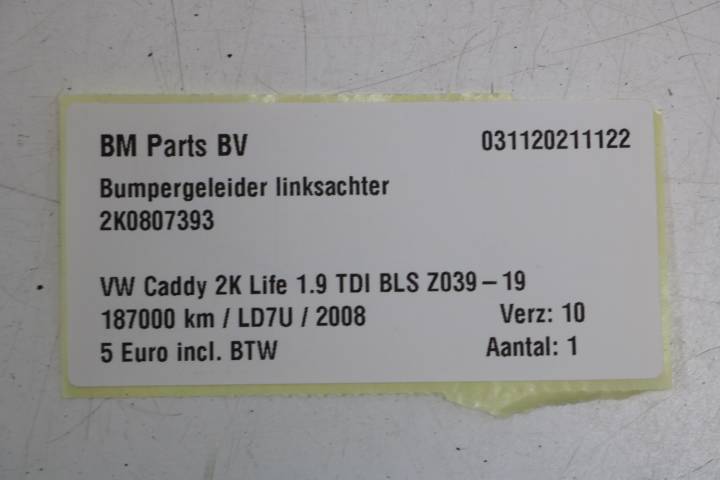 BM Parts BV 031120211122
Bumpergeleider linksachter
2K0807393
VW Caddy 2K Life 1.9 TDI BLS Z039 – 19
187000 km / LD7U / 2008 Verz: 10
5 Euro incl. BTW Aantal: 1